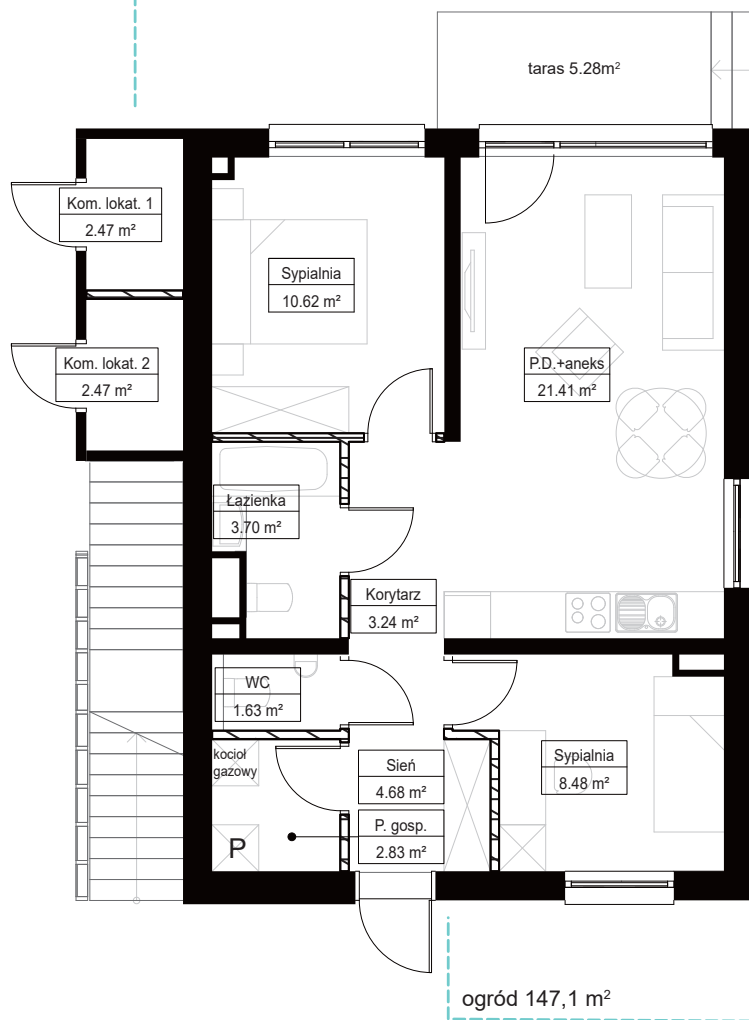 taras 5.28m²
Kom. lokat. 1
2.47 m²
Sypialnia
10.62 m²
Kom. lokat. 2
2.47 m²
P.D.+aneks
21.41 m²
Łazienka
3.70 m²
Korytarz
3.24 m²
WC
1.63 m²
kocioł
gazowy
Sień
4.68 m²
Sypialnia
8.48 m²
P. gosp.
2.83 m²
P
ogród 147,1 m²